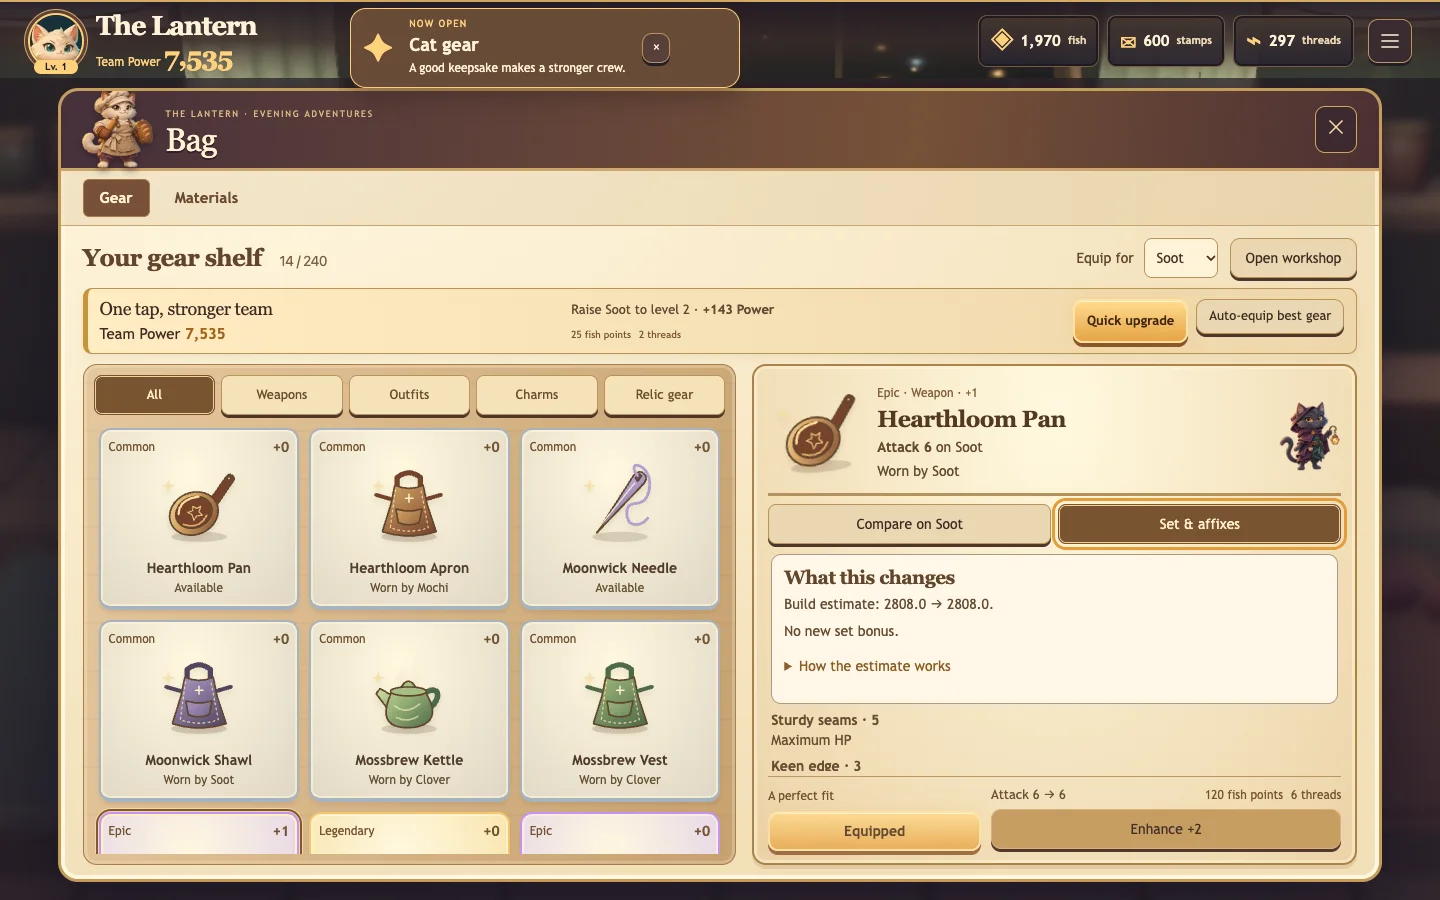 The Lantern
Lv. 1
Team Power 7,535
NOW OPEN
Cat gear
A good keepsake makes a stronger crew.
×
1,970 fish
600 stamps
297 threads
THE LANTERN · EVENING ADVENTURES
Bag
Gear
Materials
Your gear shelf 14 / 240
Equip for Soot
Open workshop
One tap, stronger team
Team Power 7,535
Raise Soot to level 2 · +143 Power
25 fish points 2 threads
Quick upgrade
Auto-equip best gear
All
Weapons
Outfits
Charms
Relic gear
Common +0
Hearthloom Pan
Available
Common +0
Hearthloom Apron
Worn by Mochi
Common +0
Moonwick Needle
Available
Common +0
Moonwick Shawl
Worn by Soot
Common +0
Mossbrew Kettle
Worn by Clover
Common +0
Mossbrew Vest
Worn by Clover
Epic +1
Legendary +0
Epic +0
Epic · Weapon · +1
Hearthloom Pan
Attack 6 on Soot
Worn by Soot
Compare on Soot
Set & affixes
What this changes
Build estimate: 2808.0 → 2808.0.
No new set bonus.
How the estimate works
Sturdy seams · 5
Maximum HP
Keen edge · 3
A perfect fit
Equipped
Attack 6 → 6
120 fish points 6 threads
Enhance +2